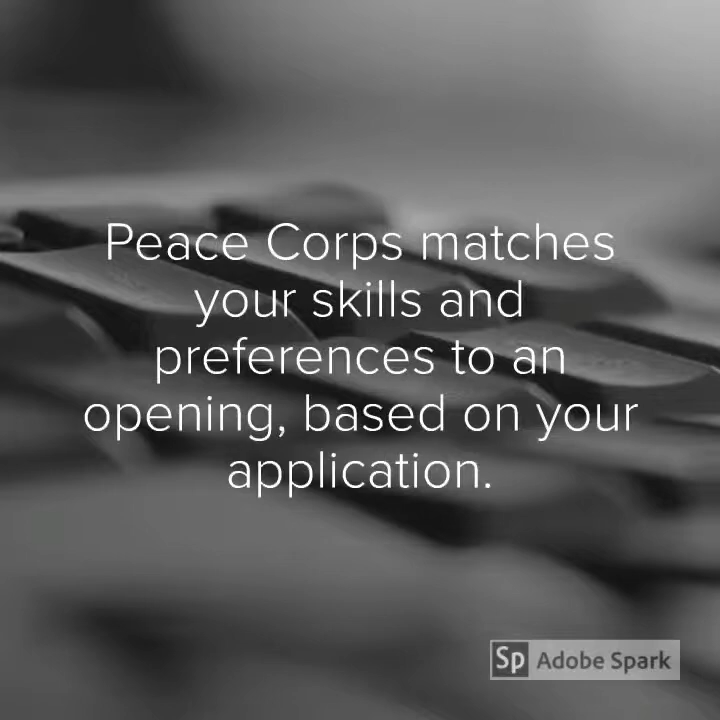 Peace Corps matches
your skills and
preferences to an
opening, based on your
application.
Sp Adobe Spark